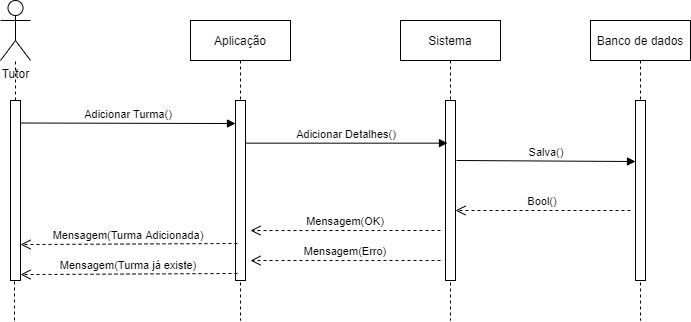 Aplicação
Sistema
Banco de dados
Tutor
Adicionar Turma()
Adicionar Detalhes()
Salva()
Bool()
Mensagem(OK)
Mensagem(Turma Adicionada)
Mensagem(Erro)
Mensagem(Turma já existe)